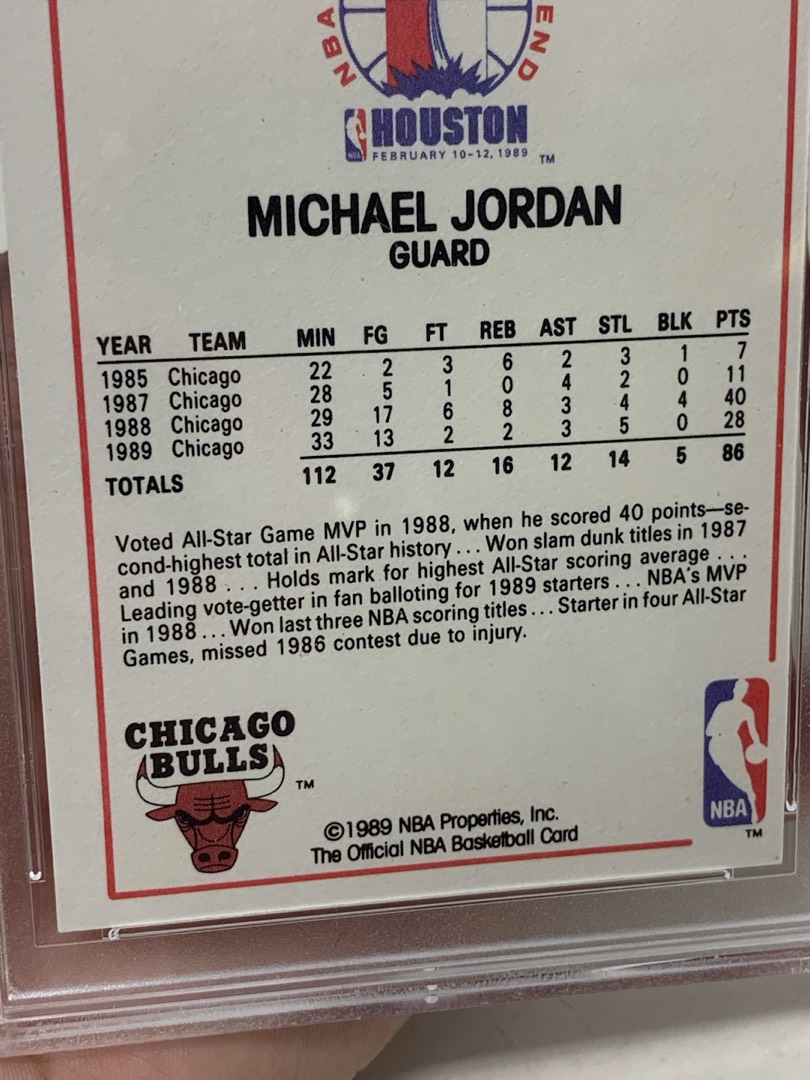 NBA
END
NBA HOUSTON
FEBRUARY 10-12, 1989 TM
MICHAEL JORDAN
GUARD
YEAR TEAM MIN FG FT REB AST STL BLK PTS
1985 Chicago 22 2 3 6 2 3 1 7
1987 Chicago 28 5 1 0 4 2 0 11
1988 Chicago 29 17 6 8 3 4 4 40
1989 Chicago 33 13 2 2 3 5 0 28
TOTALS 112 37 12 16 12 14 5 86
Voted All-Star Game MVP in 1988, when he scored 40 points—se-
cond-highest total in All-Star history . . . Won slam dunk titles in 1987
and 1988 . . . Holds mark for highest All-Star scoring average . . .
Leading vote-getter in fan balloting for 1989 starters . . . NBA's MVP
in 1988 . . . Won last three NBA scoring titles . . . Starter in four All-Star
Games, missed 1986 contest due to injury.
CHICAGO
BULLS
TM
NBA
TM
©1989 NBA Properties, Inc.
The Official NBA Basketball Card